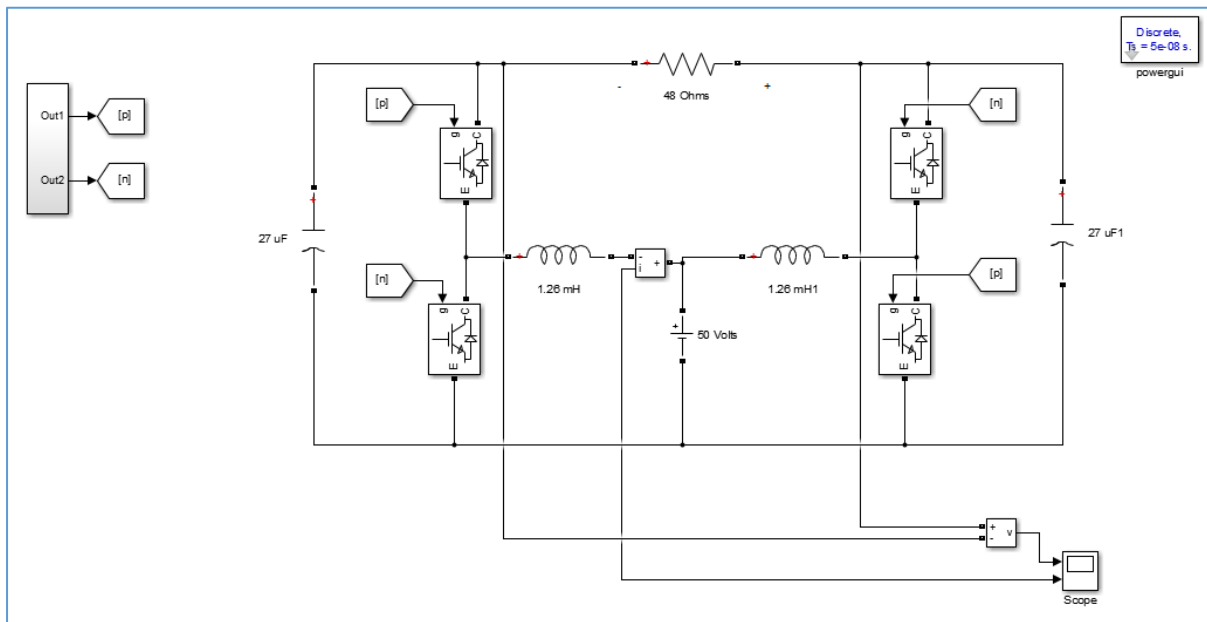 Discrete,
Ts = 5e-08 s.
powergui
Out1
[p]
Out2
[n]
48 Ohms
-
+
[p]
g
C
E
[n]
g
C
E
27 uF
+
+
27 uF1
+
1.26 mH
-
i
+
+
1.26 mH1
[n]
g
C
E
[p]
g
C
E
+
50 Volts
+
-
v
Scope